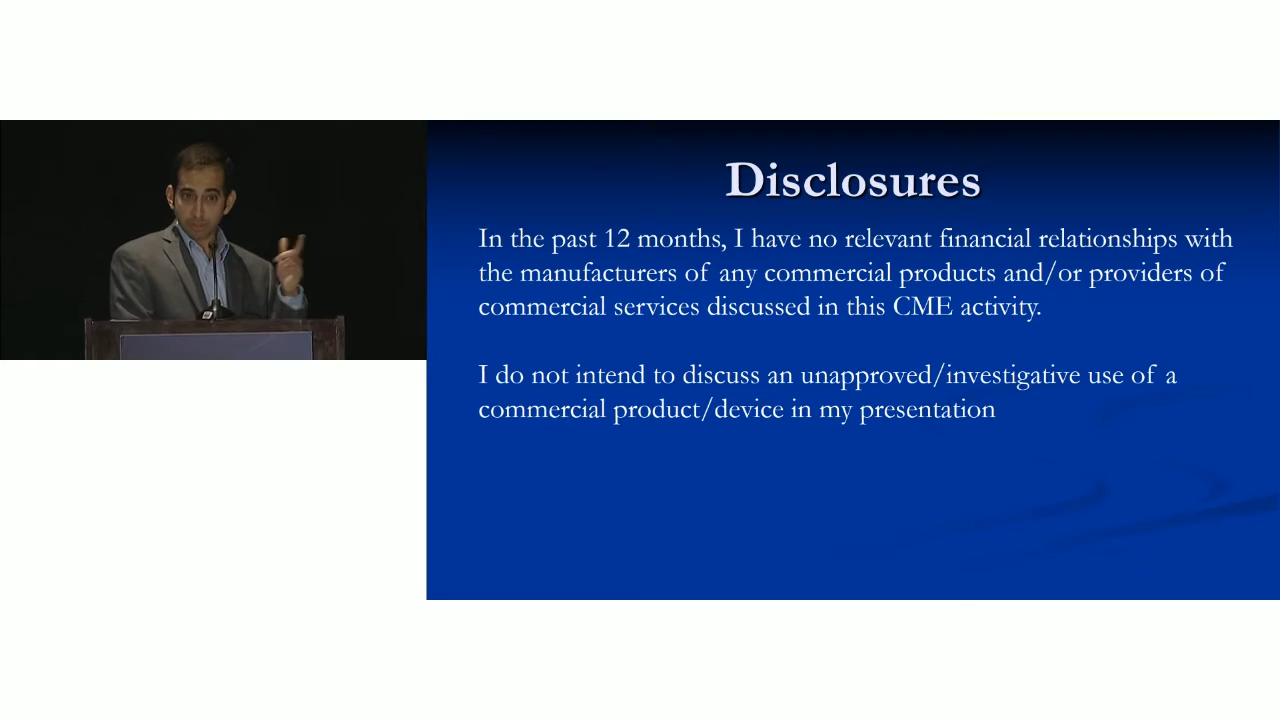 Disclosures
In the past 12 months, I have no relevant financial relationships with
the manufacturers of any commercial products and/or providers of
commercial services discussed in this CME activity.
I do not intend to discuss an unapproved/investigative use of a
commercial product/device in my presentation